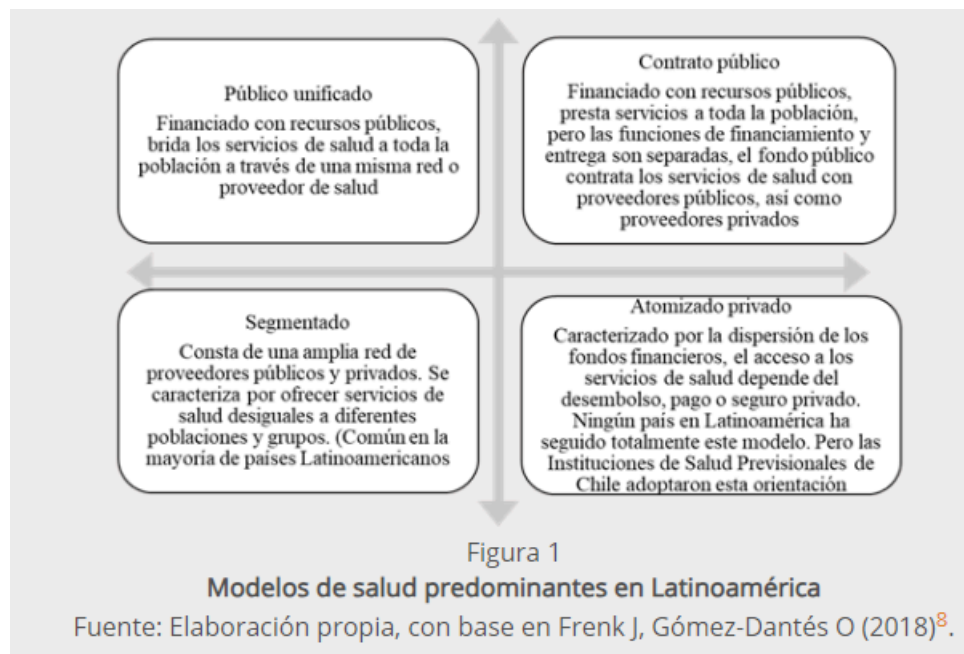 Público unificado
Financiado con recursos públicos,
brida los servicios de salud a toda la
población a través de una misma red o
proveedor de salud
Contrato público
Financiado con recursos públicos,
presta servicios a toda la población,
pero las funciones de financiamiento y
entrega son separadas, el fondo público
contrata los servicios de salud con
proveedores públicos, así como
proveedores privados
Segmentado
Consta de una amplia red de
proveedores públicos y privados. Se
caracteriza por ofrecer servicios de
salud desiguales a diferentes
poblaciones y grupos. (Común en la
mayoría de países Latinoamericanos
Atomizado privado
Caracterizado por la dispersión de los
fondos financieros, el acceso a los
servicios de salud depende del
desembolso, pago o seguro privado.
Ningún país en Latinoamérica ha
seguido totalmente este modelo. Pero las
Instituciones de Salud Previsionales de
Chile adoptaron esta orientación
Figura 1
Modelos de salud predominantes en Latinoamérica
Fuente: Elaboración propia, con base en Frenk J, Gómez-Dantés O (2018)8.